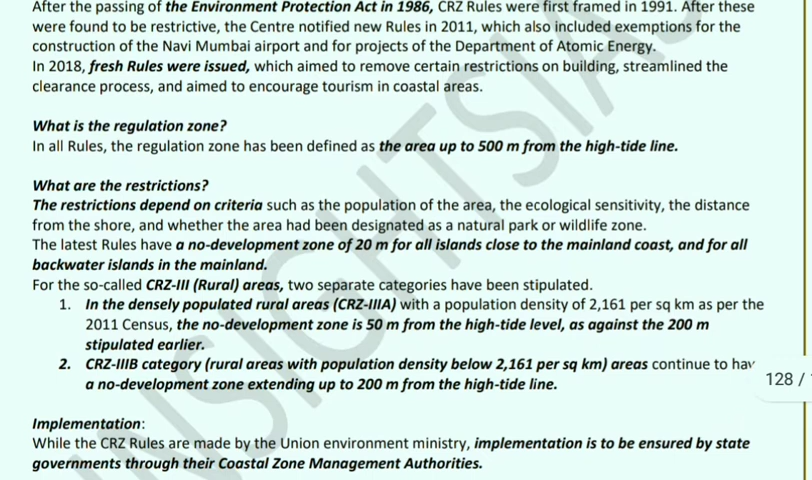 After the passing of the Environment Protection Act in 1986, CRZ Rules were first framed in 1991. After these
were found to be restrictive, the Centre notified new Rules in 2011, which also included exemptions for the
construction of the Navi Mumbai airport and for projects of the Department of Atomic Energy.
In 2018, fresh Rules were issued, which aimed to remove certain restrictions on building, streamlined the
clearance process, and aimed to encourage tourism in coastal areas.
What is the regulation zone?
In all Rules, the regulation zone has been defined as the area up to 500 m from the high-tide line.
What are the restrictions?
The restrictions depend on criteria such as the population of the area, the ecological sensitivity, the distance
from the shore, and whether the area had been designated as a natural park or wildlife zone.
The latest Rules have a no-development zone of 20 m for all islands close to the mainland coast, and for all
backwater islands in the mainland.
For the so-called CRZ-III (Rural) areas, two separate categories have been stipulated.
1. In the densely populated rural areas (CRZ-IIIA) with a population density of 2,161 per sq km as per the
2011 Census, the no-development zone is 50 m from the high-tide level, as against the 200 m
stipulated earlier.
2. CRZ-IIIB category (rural areas with population density below 2,161 per sq km) areas continue to hav
a no-development zone extending up to 200 m from the high-tide line.
128 /
Implementation:
While the CRZ Rules are made by the Union environment ministry, implementation is to be ensured by state
governments through their Coastal Zone Management Authorities.
INSIGHTSIAS